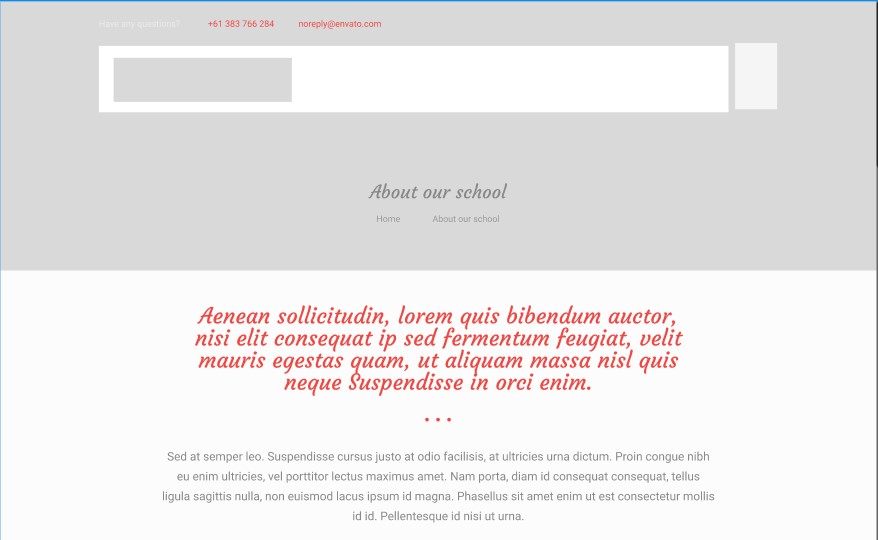 Have any questions? +61 383 766 284 noreply@envato.com
About our school
Home About our school
Aenean sollicitudin, lorem quis bibendum auctor,
nisi elit consequat ip sed fermentum feugiat, velit
mauris egestas quam, ut aliquam massa nisl quis
neque Suspendisse in orci enim.
Sed at semper leo. Suspendisse cursus justo at odio facilisis, at ultricies urna dictum. Proin congue nibh
eu enim ultricies, vel porttitor lectus maximus amet. Nam porta, diam id consequat consequat, tellus
ligula sagittis nulla, non euismod lacus ipsum id magna. Phasellus sit amet enim ut est consectetur mollis
id id. Pellentesque id nisi ut urna.